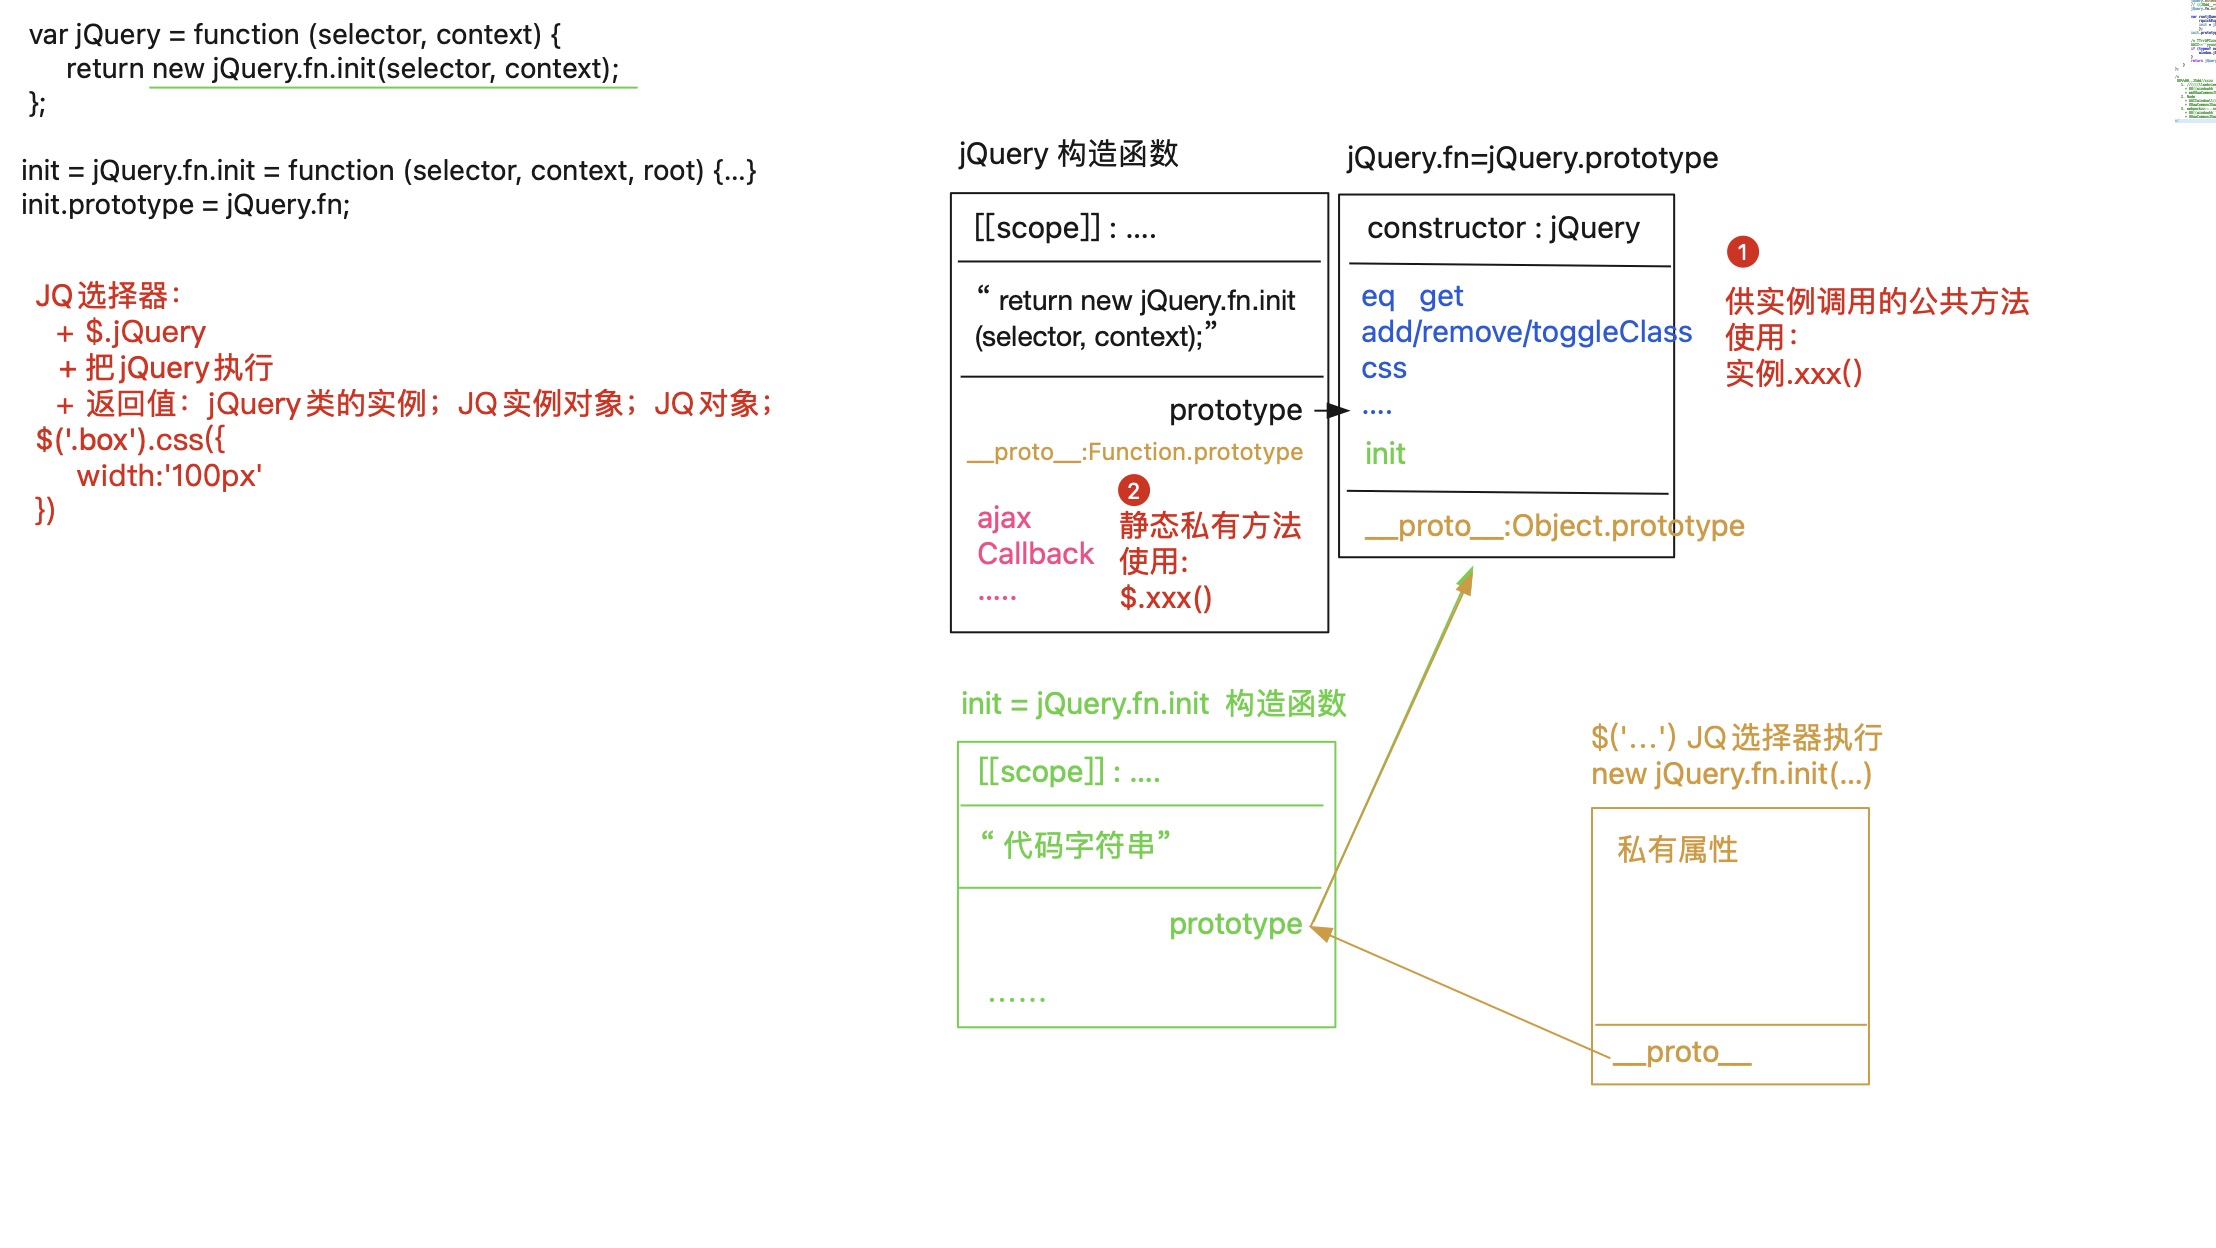 var jQuery = function (selector, context) {
return new jQuery.fn.init(selector, context);
};
init = jQuery.fn.init = function (selector, context, root) {...}
init.prototype = jQuery.fn;
JQ选择器：
+ $.jQuery
+ 把jQuery执行
+ 返回值：jQuery类的实例；JQ实例对象；JQ对象；
$('.box').css({
width:'100px'
})
jQuery 构造函数
[[scope]] : ....
“ return new jQuery.fn.init
(selector, context);”
prototype
__proto__:Function.prototype
ajax
Callback
.....
2
静态私有方法
使用:
$.xxx()
jQuery.fn=jQuery.prototype
constructor : jQuery
eq get
add/remove/toggleClass
css
....
init
__proto__:Object.prototype
1
供实例调用的公共方法
使用：
实例.xxx()
init = jQuery.fn.init 构造函数
[[scope]] : ....
“ 代码字符串”
prototype
......
$('...') JQ选择器执行
new jQuery.fn.init(...)
私有属性
__proto__